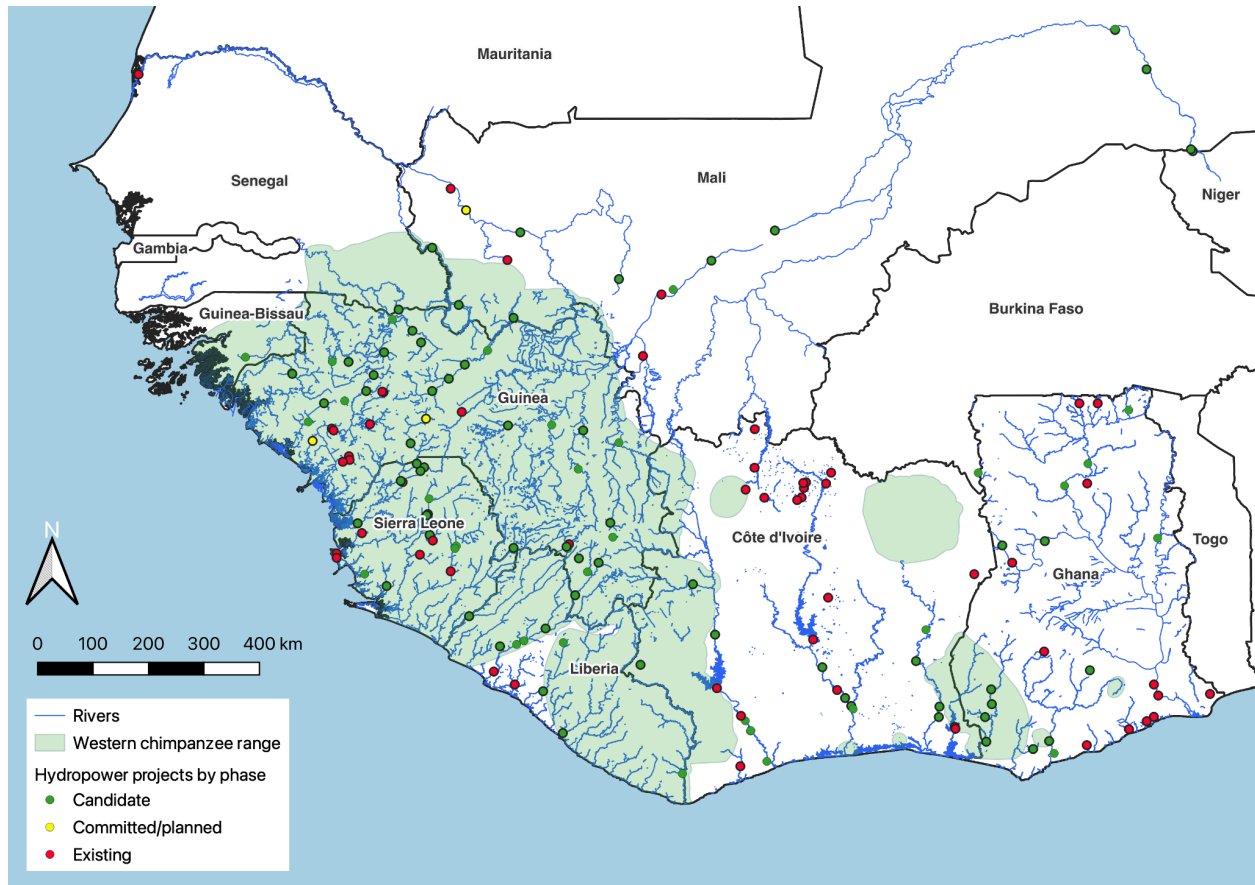 Mauritania
Senegal
Mali
Niger
Gambia
Guinea-Bissau
Burkina Faso
Guinea
Sierra Leone
Côte d'Ivoire
Togo
Ghana
Liberia
N
0 100 200 300 400 km
Rivers
Western chimpanzee range
Hydropower projects by phase
Candidate
Committed/planned
Existing